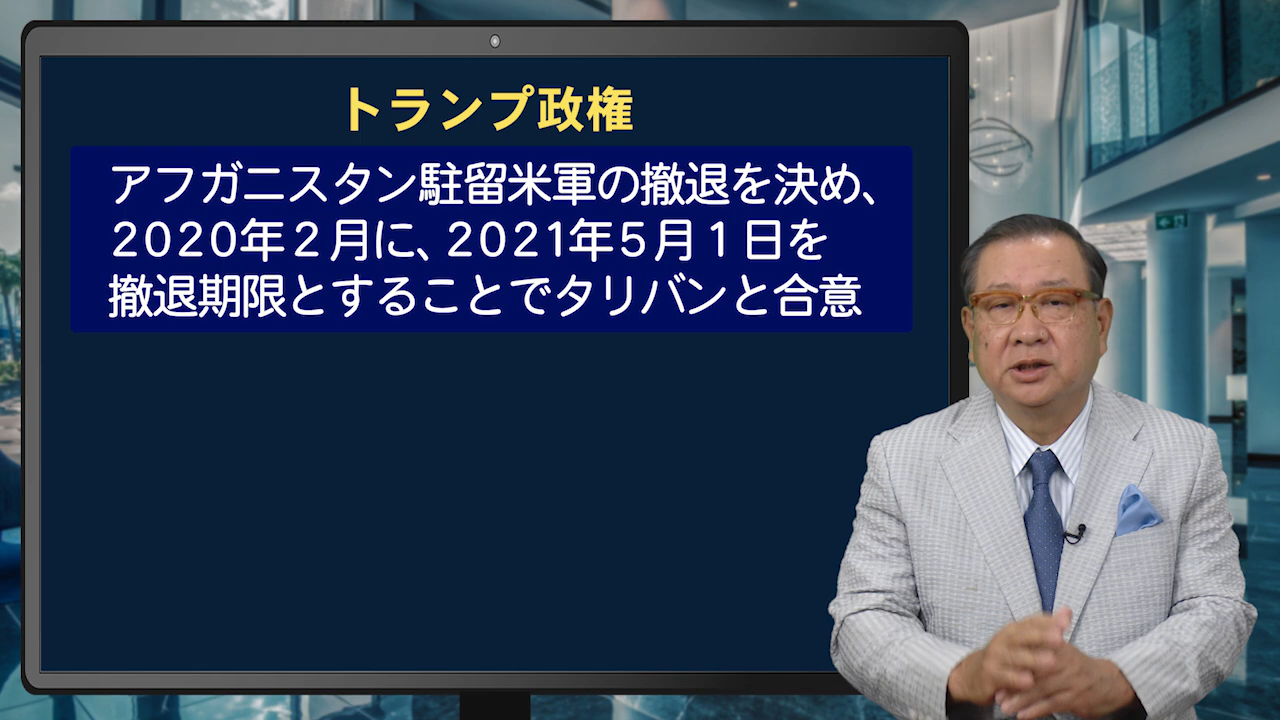 トランプ政権
アフガニスタン駐留米軍の撤退を決め、
２０２０年２月に、２０２１年５月１日を
撤退期限とすることでタリバンと合意